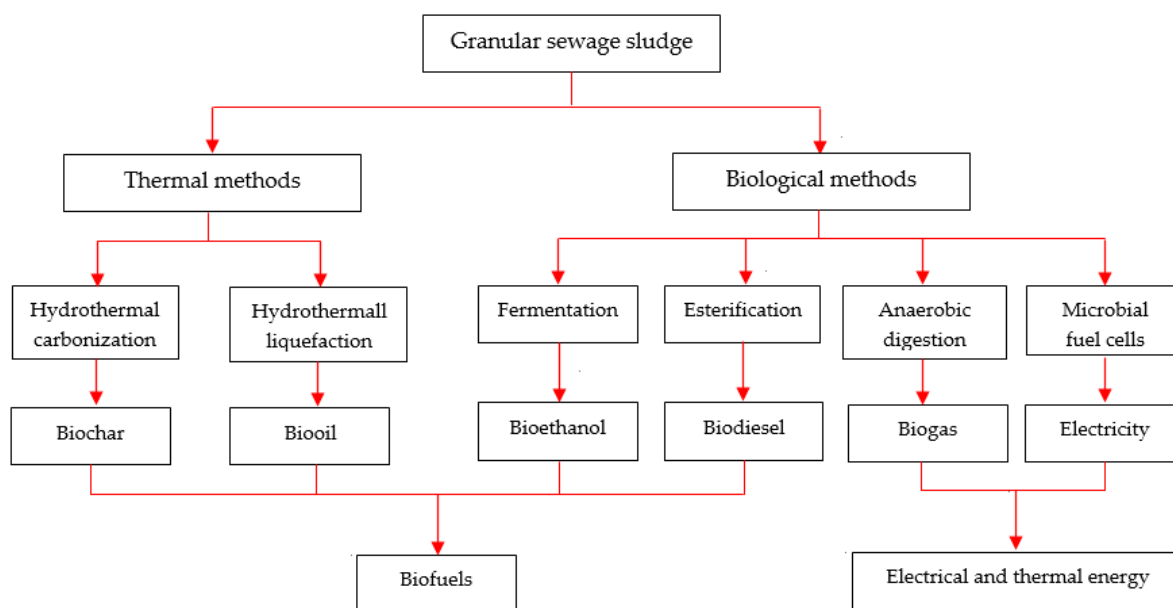 Granular sewage sludge
Thermal methods
Biological methods
Hydrothermal
carbonization
Hydrothermall
liquefaction
Fermentation
Esterification
Anaerobic
digestion
Microbial
fuel cells
Biochar
Biooil
Bioethanol
Biodiesel
Biogas
Electricity
Biofuels
Electrical and thermal energy